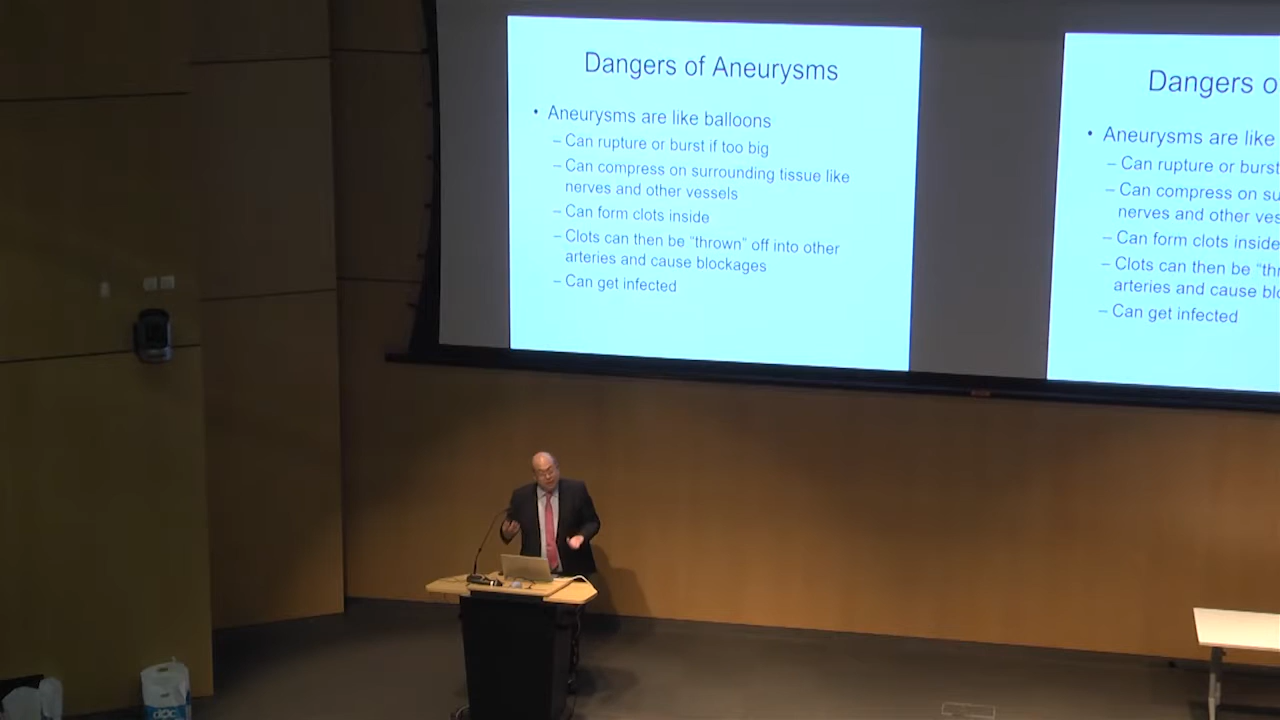 Dangers of Aneurysms
• Aneurysms are like balloons
– Can rupture or burst if too big
– Can compress on surrounding tissue like
nerves and other vessels
– Can form clots inside
– Clots can then be “thrown” off into other
arteries and cause blockages
– Can get infected
Dangers o
• Aneurysms are like
– Can rupture or burst
– Can compress on su
nerves and other ves
– Can form clots inside
– Clots can then be “thr
arteries and cause blo
– Can get infected